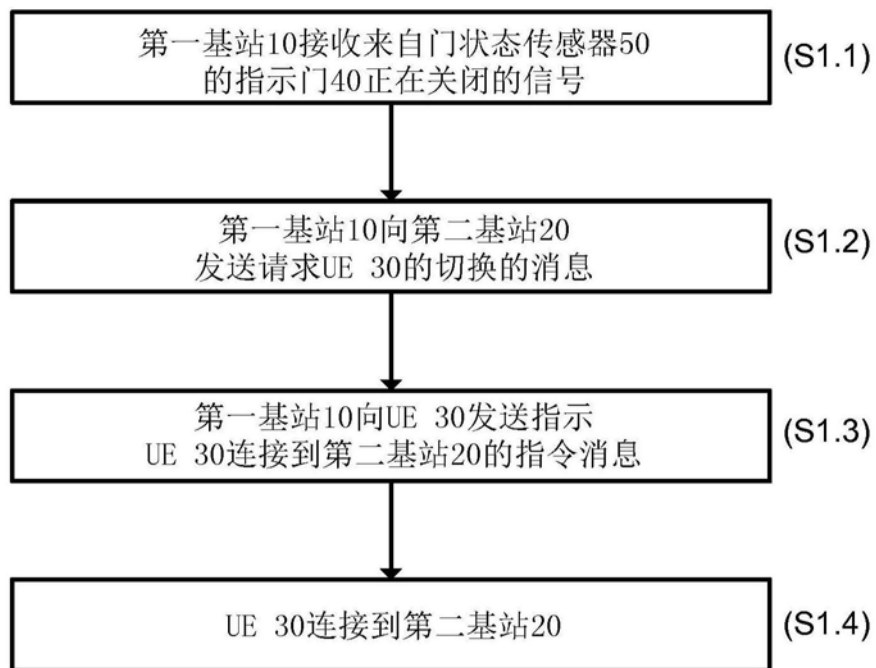 第一基站10接收来自门状态传感器50
的指示门40正在关闭的信号
(S1.1)
第一基站10向第二基站20
发送请求UE 30的切换的消息
(S1.2)
第一基站10向UE 30发送指示
UE 30连接到第二基站20的指令消息
(S1.3)
UE 30连接到第二基站20
(S1.4)